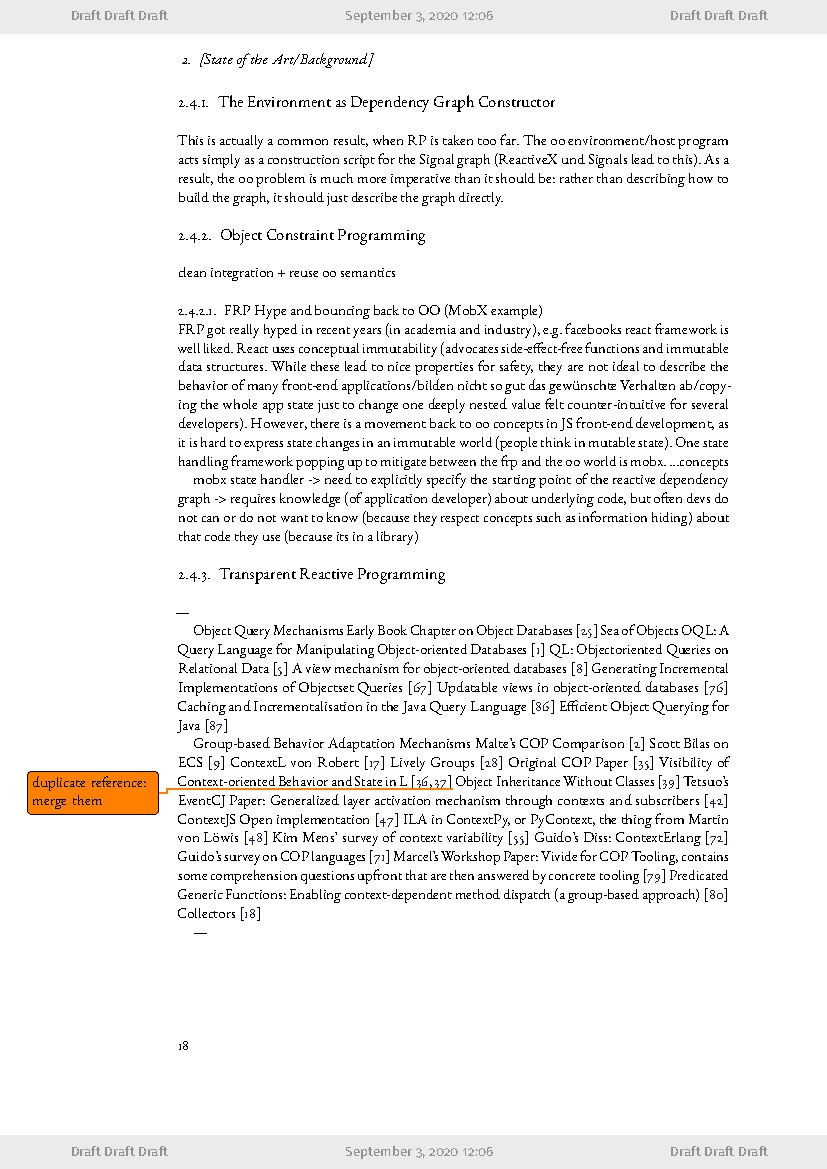 Draft Draft Draft September 3, 2020 12:06 Draft Draft Draft
2. [State of the Art/Background]
2.4.1. The Environment as Dependency Graph Constructor
This is actually a common result, when RP is taken too far. The oo environment/host program
acts simply as a construction script for the Signal graph (ReactiveX und Signals lead to this). As a
result, the oo problem is much more imperative than it should be: rather than describing how to
build the graph, it should just describe the graph directly.
2.4.2. Object Constraint Programming
clean integration + reuse oo semantics
2.4.2.1. FRP Hype and bouncing back to OO (MobX example)
FRP got really hyped in recent years (in academia and industry), e.g. facebooks react framework is
well liked. React uses conceptual immutability (advocates side-effect-free functions and immutable
data structures. While these lead to nice properties for safety, they are not ideal to describe the
behavior of many front-end applications/bilden nicht so gut das gewünschte Verhalten ab/copy-
ing the whole app state just to change one deeply nested value felt counter-intuitive for several
developers). However, there is a movement back to oo concepts in JS front-end development, as
it is hard to express state changes in an immutable world (people think in mutable state). One state
handling framework popping up to mitigate between the frp and the oo world is mobx. ...concepts
mobx state handler -> need to explicitly specify the starting point of the reactive dependency
graph -> requires knowledge (of application developer) about underlying code, but often devs do
not can or do not want to know (because they respect concepts such as information hiding) about
that code they use (because its in a library)
2.4.3. Transparent Reactive Programming
—
Object Query Mechanisms Early Book Chapter on Object Databases [25] Sea of Objects OQL: A
Query Language for Manipulating Object-oriented Databases [1] QL: Objectoriented Queries on
Relational Data [5] A view mechanism for object-oriented databases [8] Generating Incremental
Implementations of Objectset Queries [67] Updatable views in object-oriented databases [76]
Caching and Incrementalisation in the Java Query Language [86] Efficient Object Querying for
Java [87]
Group-based Behavior Adaptation Mechanisms Malte's COP Comparison [2] Scott Bilas on
ECS [9] ContextL von Robert [17] Lively Groups [28] Original COP Paper [35] Visibility of
duplicate reference:
merge them
Context-oriented Behavior and State in L [36, 37] Object Inheritance Without Classes [39] Tetsuo's
EventCJ Paper: Generalized layer activation mechanism through contexts and subscribers [42]
ContextJS Open implementation [47] ILA in ContextPy, or PyContext, the thing from Martin
von Löwis [48] Kim Mens' survey of context variability [55] Guido's Diss: ContextErlang [72]
Guido's survey on COP languages [71] Marcel's Workshop Paper: Vivide for COP Tooling, contains
some comprehension questions upfront that are then answered by concrete tooling [79] Predicated
Generic Functions: Enabling context-dependent method dispatch (a group-based approach) [80]
Collectors [18]
—
18
Draft Draft Draft September 3, 2020 12:06 Draft Draft Draft